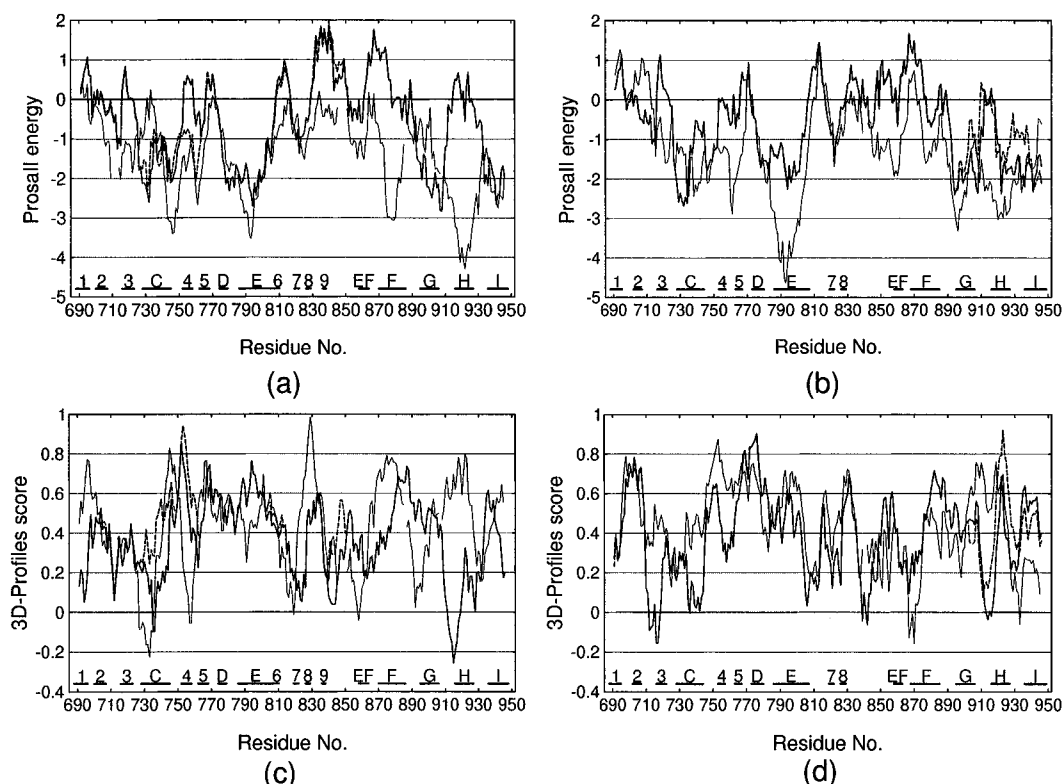 2
1
0
-1
-2
-3
-4
-5
Prosall energy
1 2 3 C 4 5 D E 6 7 8 9 EF F G H I
690 710 730 750 770 790 810 830 850 870 890 910 930 950
Residue No.
(a)
2
1
0
-1
-2
-3
-4
-5
Prosall energy
1 2 3 C 4 5 D E 7 8 EF F G H I
690 710 730 750 770 790 810 830 850 870 890 910 930 950
Residue No.
(b)
1
0.8
0.6
0.4
0.2
0
-0.2
-0.4
3D-Profiles score
1 2 3 C 4 5 D E 6 7 8 9 EF F G H I
690 710 730 750 770 790 810 830 850 870 890 910 930 950
Residue No.
(c)
1
0.8
0.6
0.4
0.2
0
-0.2
-0.4
3D-Profiles score
1 2 3 C 4 5 D E 7 8 EF F G H I
690 710 730 750 770 790 810 830 850 870 890 910 930 950
Residue No.
(d)